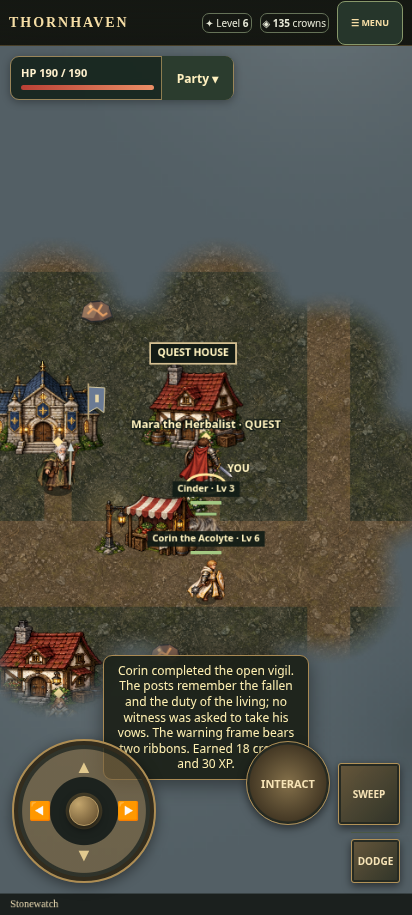 THORNHAVEN
✦ Level 6
◈ 135 crowns
☰ MENU
HP 190 / 190
Party ▾
QUEST HOUSE
Mara the Herbalist · QUEST
YOU
Cinder · Lv 3
Corin the Acolyte · Lv 6
Corin completed the open vigil.
The posts remember the fallen
and the duty of the living; no
witness was asked to take his
vows. The warning frame bears
two ribbons. Earned 18
and 30 XP.
INTERACT
SWEEP
DODGE
Stonewatch